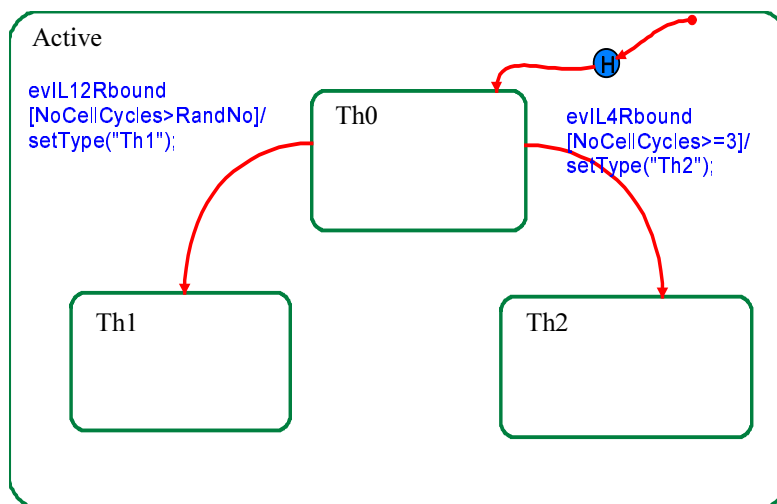 Active
H
evIL12Rbound
[NoCellCycles>RandNo]/
setType("Th1");
Th0
evIL4Rbound
[NoCellCycles>=3]/
setType("Th2");
Th1
Th2